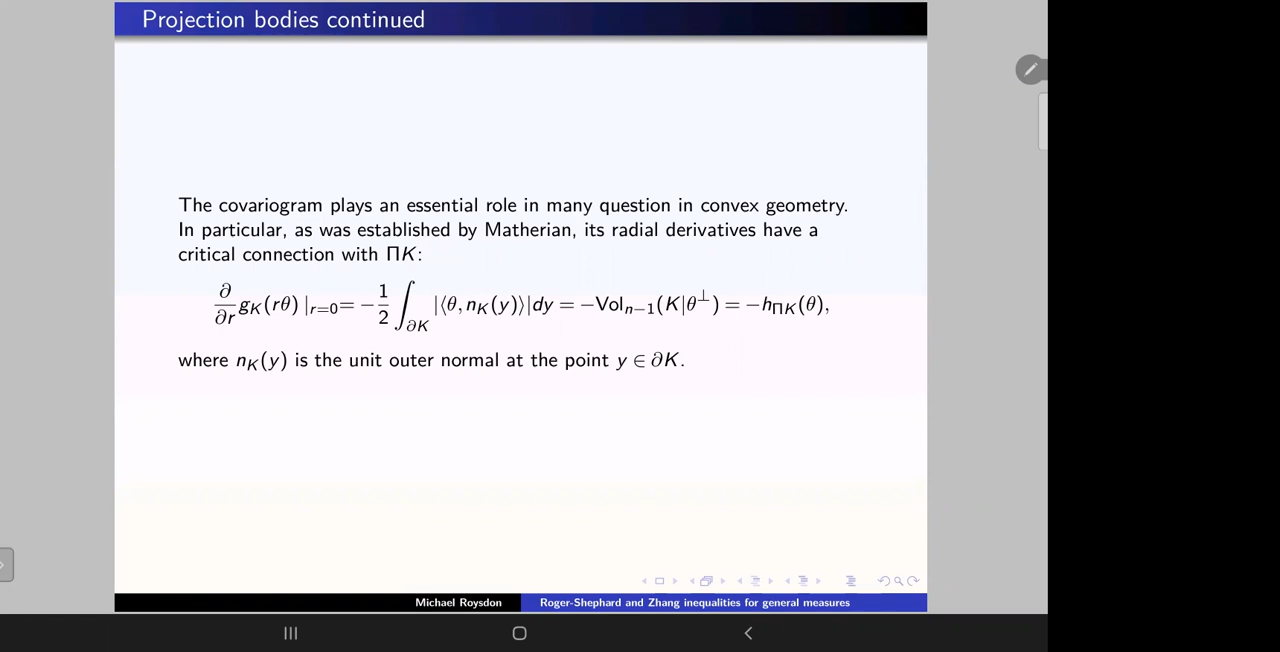 Projection bodies continued
The covariogram plays an essential role in many question in convex geometry.
In particular, as was established by Matherian, its radial derivatives have a
critical connection with ΠK:
∂/∂r g_K(rθ) |_{r=0}= −1/2 ∫_{∂K} |⟨θ, n_K(y)⟩|dy = −Vol_{n−1}(K|θ^⊥) = −h_{ΠK}(θ),
where n_K(y) is the unit outer normal at the point y ∈ ∂K.
Michael Roysdon
Roger-Shephard and Zhang inequalities for general measures